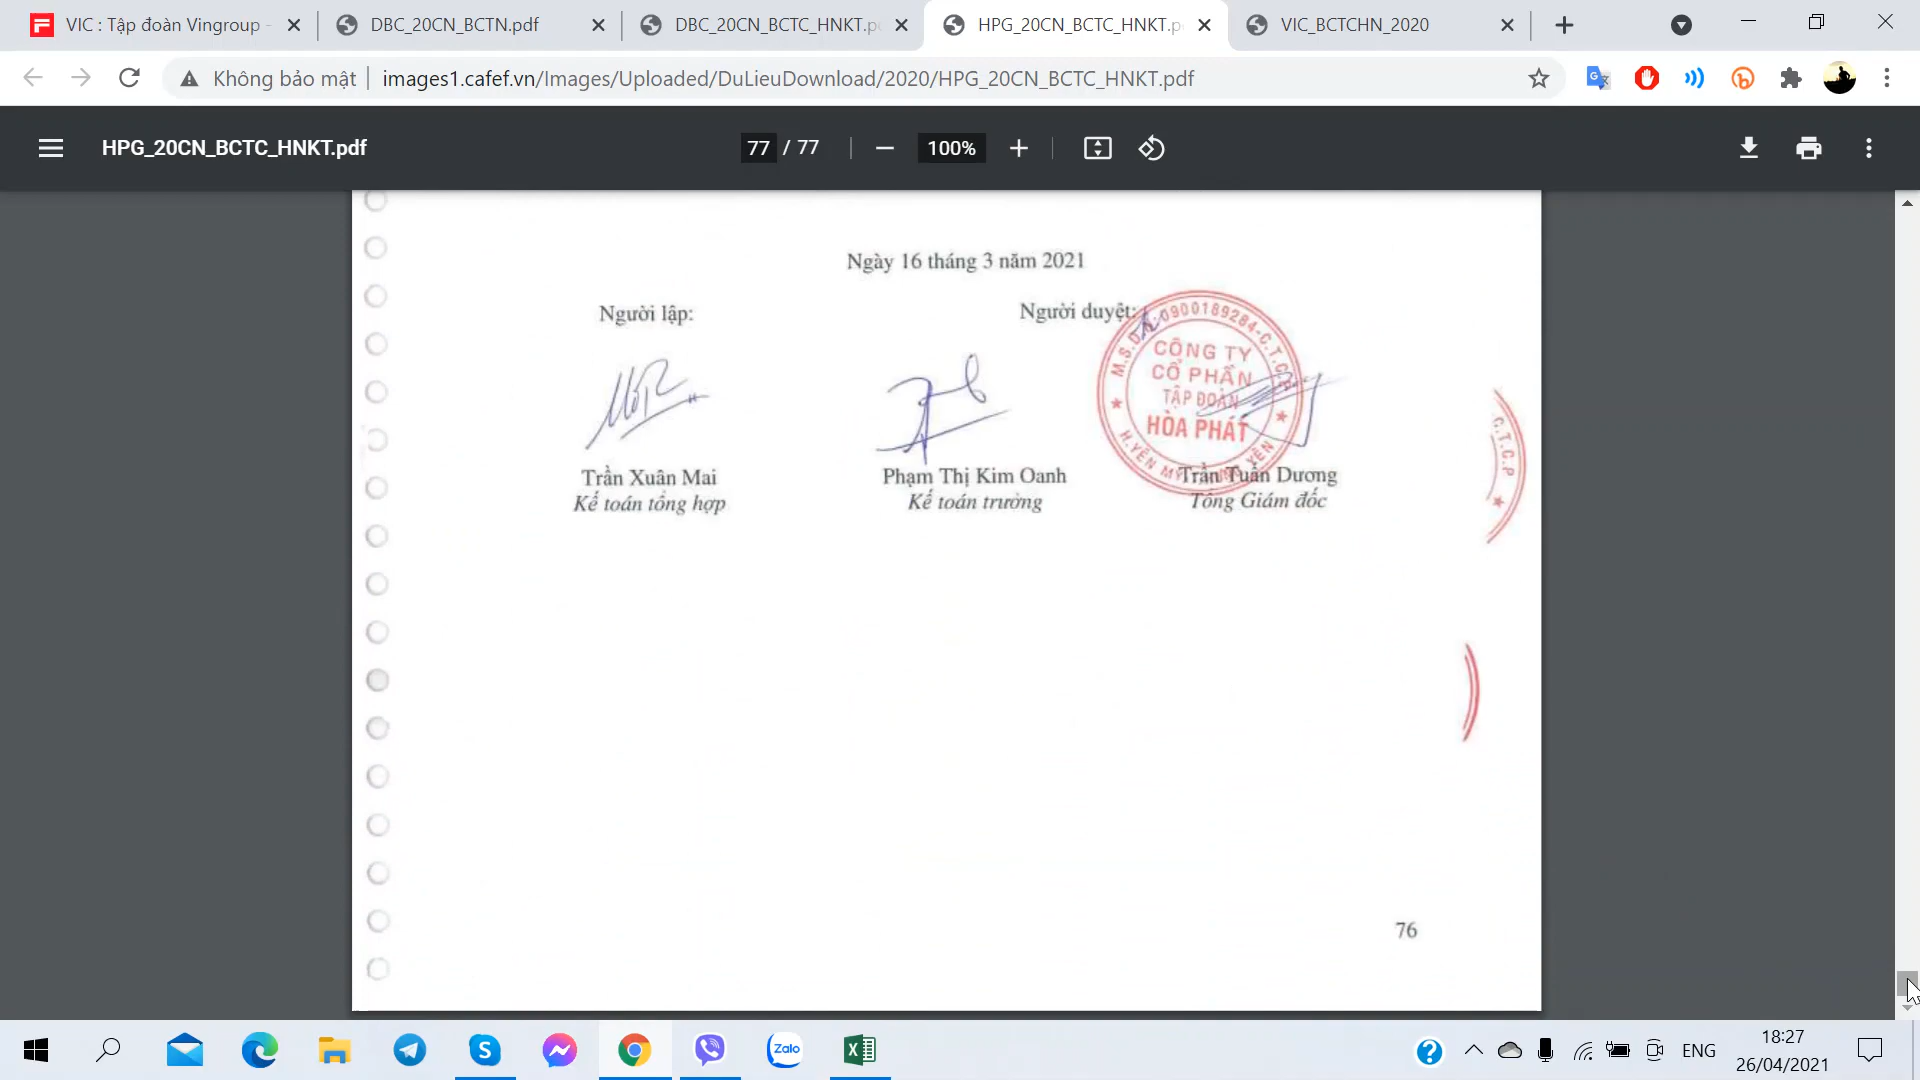 VIC : Tập đoàn Vingroup -
DBC_20CN_BCTN.pdf
DBC_20CN_BCTC_HNKT.p
HPG_20CN_BCTC_HNKT.p
VIC_BCTCHN_2020
Không bảo mật
images1.cafef.vn/Images/Uploaded/DuLieuDownload/2020/HPG_20CN_BCTC_HNKT.pdf
HPG_20CN_BCTC_HNKT.pdf
77 / 77
100%
Ngày 16 tháng 3 năm 2021
Người lập:
Người duyệt:
M.S.D.N:0900189284-C.T.C.P
CÔNG TY
CỔ PHẦN
TẬP ĐOÀN
HÒA PHÁT
C.T.C.P
Trần Xuân Mai
Phạm Thị Kim Oanh
Trần Tuấn Dương
Kế toán tổng hợp
Kế toán trưởng
Tổng Giám đốc
76
Zalo
ENG
18:27
26/04/2021